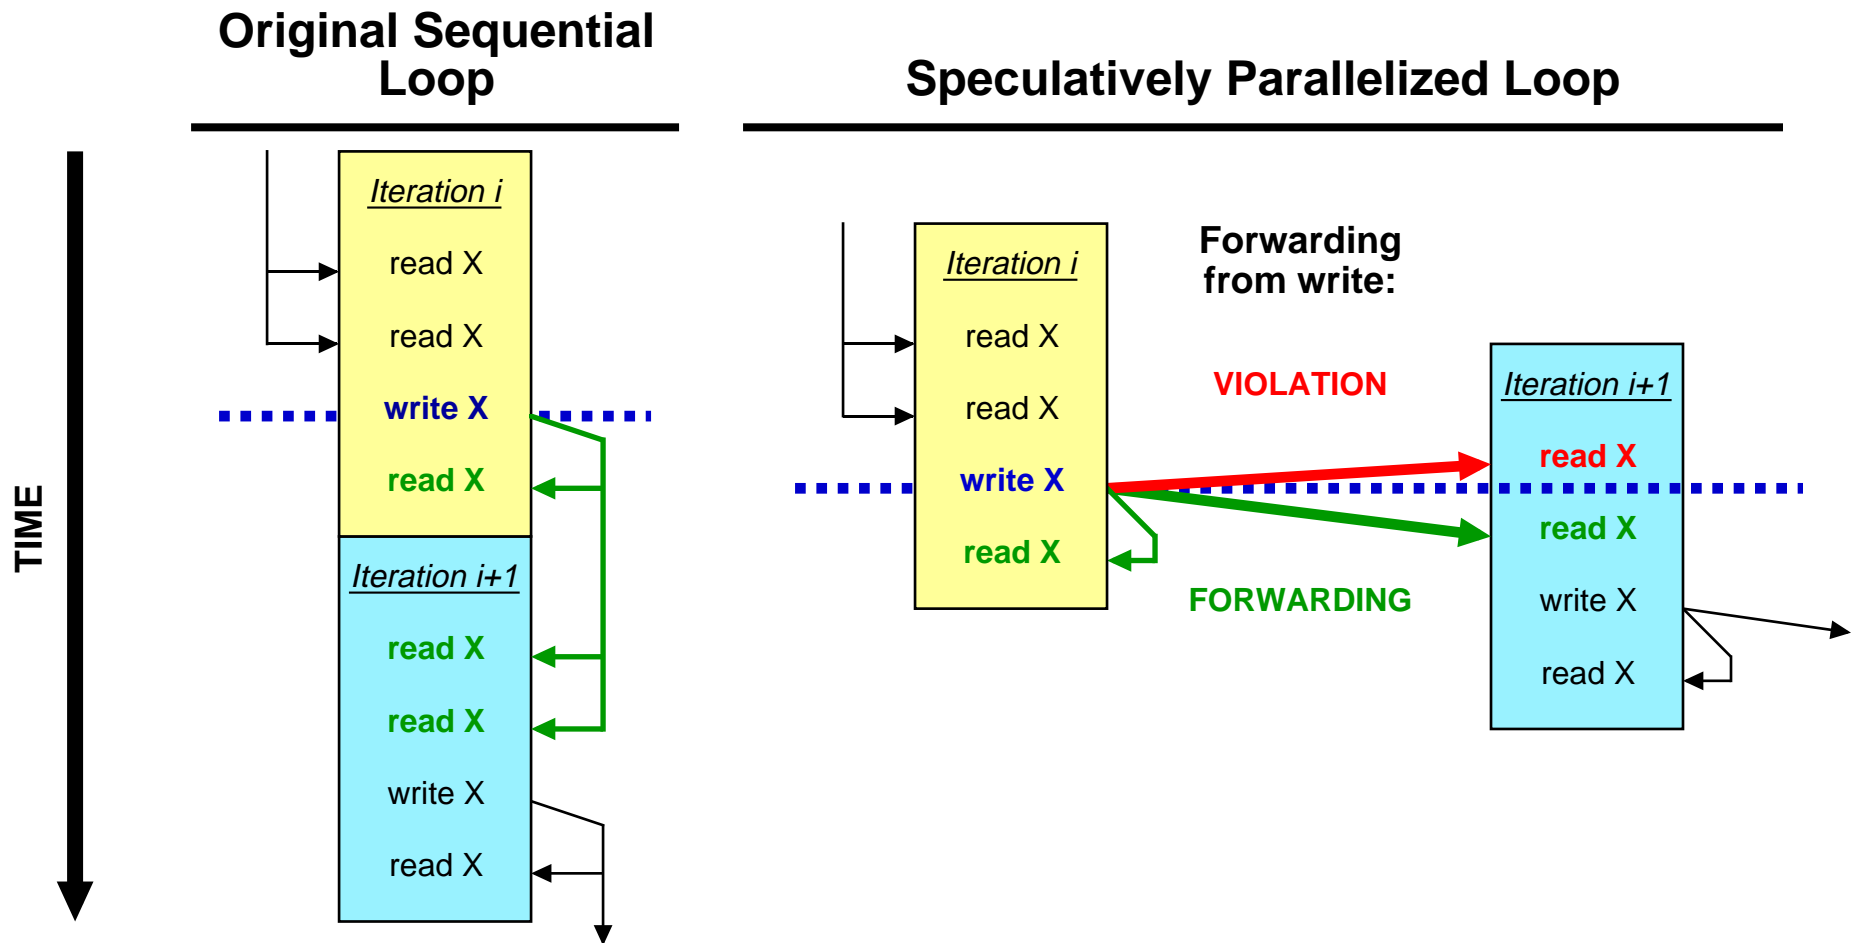 Original Sequential
Loop
Speculatively Parallelized Loop
TIME
Iteration i
read X
read X
write X
read X
Iteration i+1
read X
read X
write X
read X
Iteration i
read X
read X
write X
read X
Forwarding
from write:
VIOLATION
FORWARDING
Iteration i+1
read X
read X
write X
read X